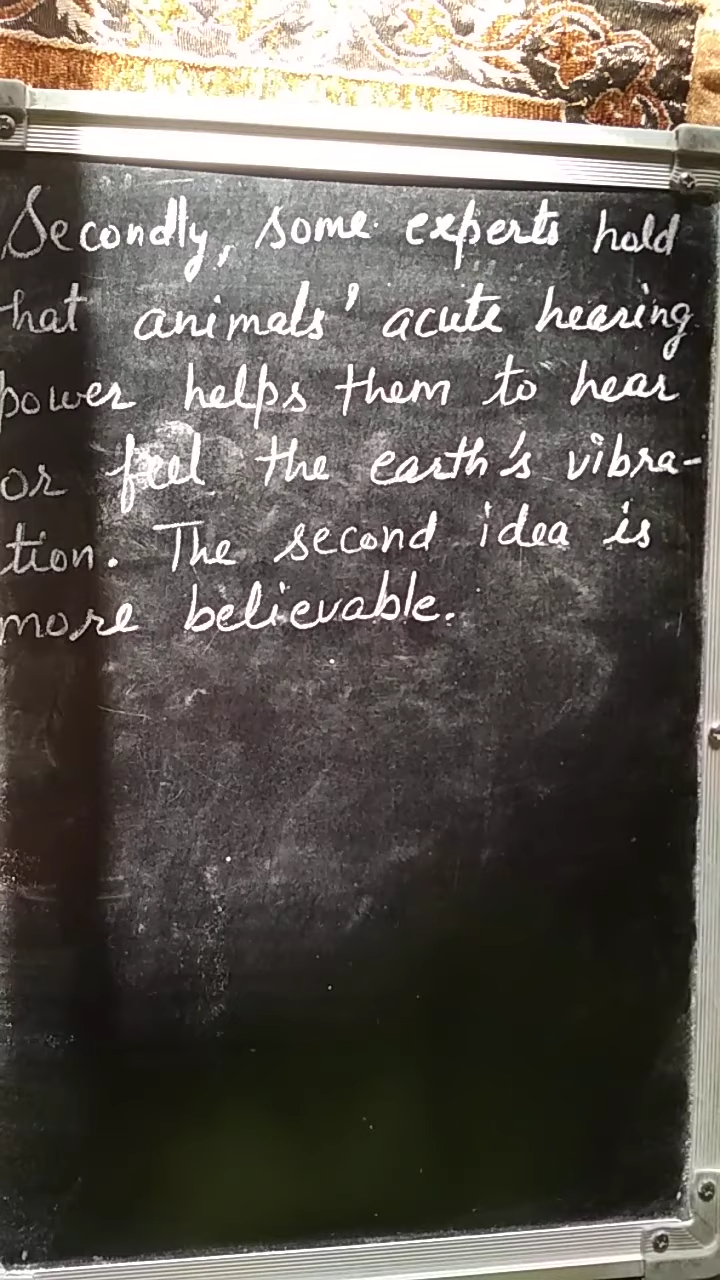 Secondly, some experts hold
that animals' acute hearing
power helps them to hear
or feel the earth's vibra-
tion. The second idea is
more believable.